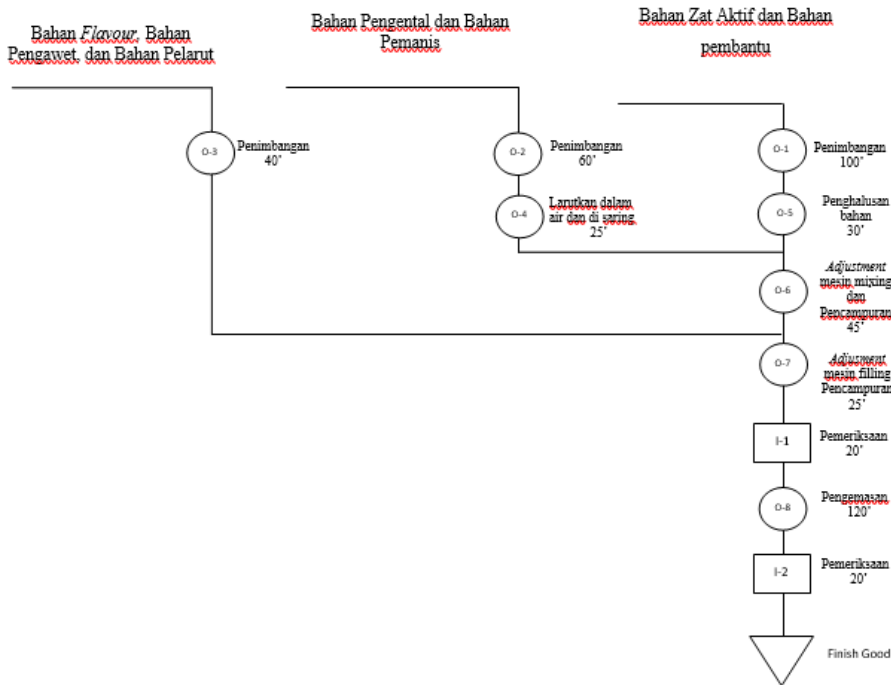 Bahan Flavour, Bahan
Pengawet, dan Bahan Pelarut
Bahan Pengental dan Bahan
Pemanis
Bahan Zat Aktif dan Bahan
pembantu
O-3
Penimbangan
40’
O-2
Penimbangan
60’
O-1
Penimbangan
100’
O-4
Larutkan dalam
air dan di saring
25’
O-5
Penghalusan
bahan
30’
O-6
Adjustment
mesin mixing
dan
Pencampuran
45’
O-7
Adjusment
mesin filling
Pencampuran
25’
I-1
Pemeriksaan
20’
O-8
Pengemasan
120’
I-2
Pemeriksaan
20’
Finish Good